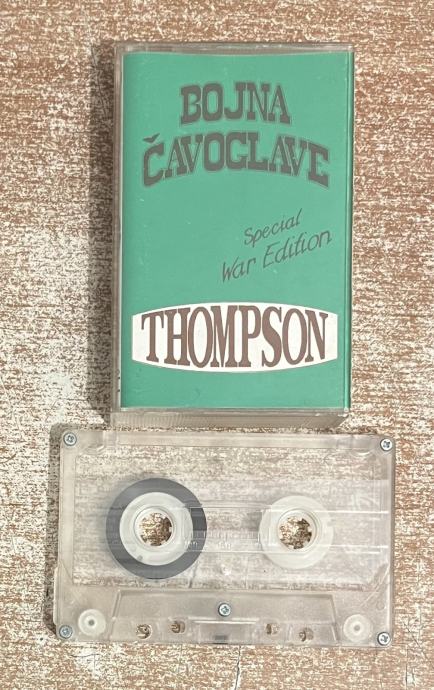 BOJNA
ČAVOGLAVE
Special
War Edition
THOMPSON